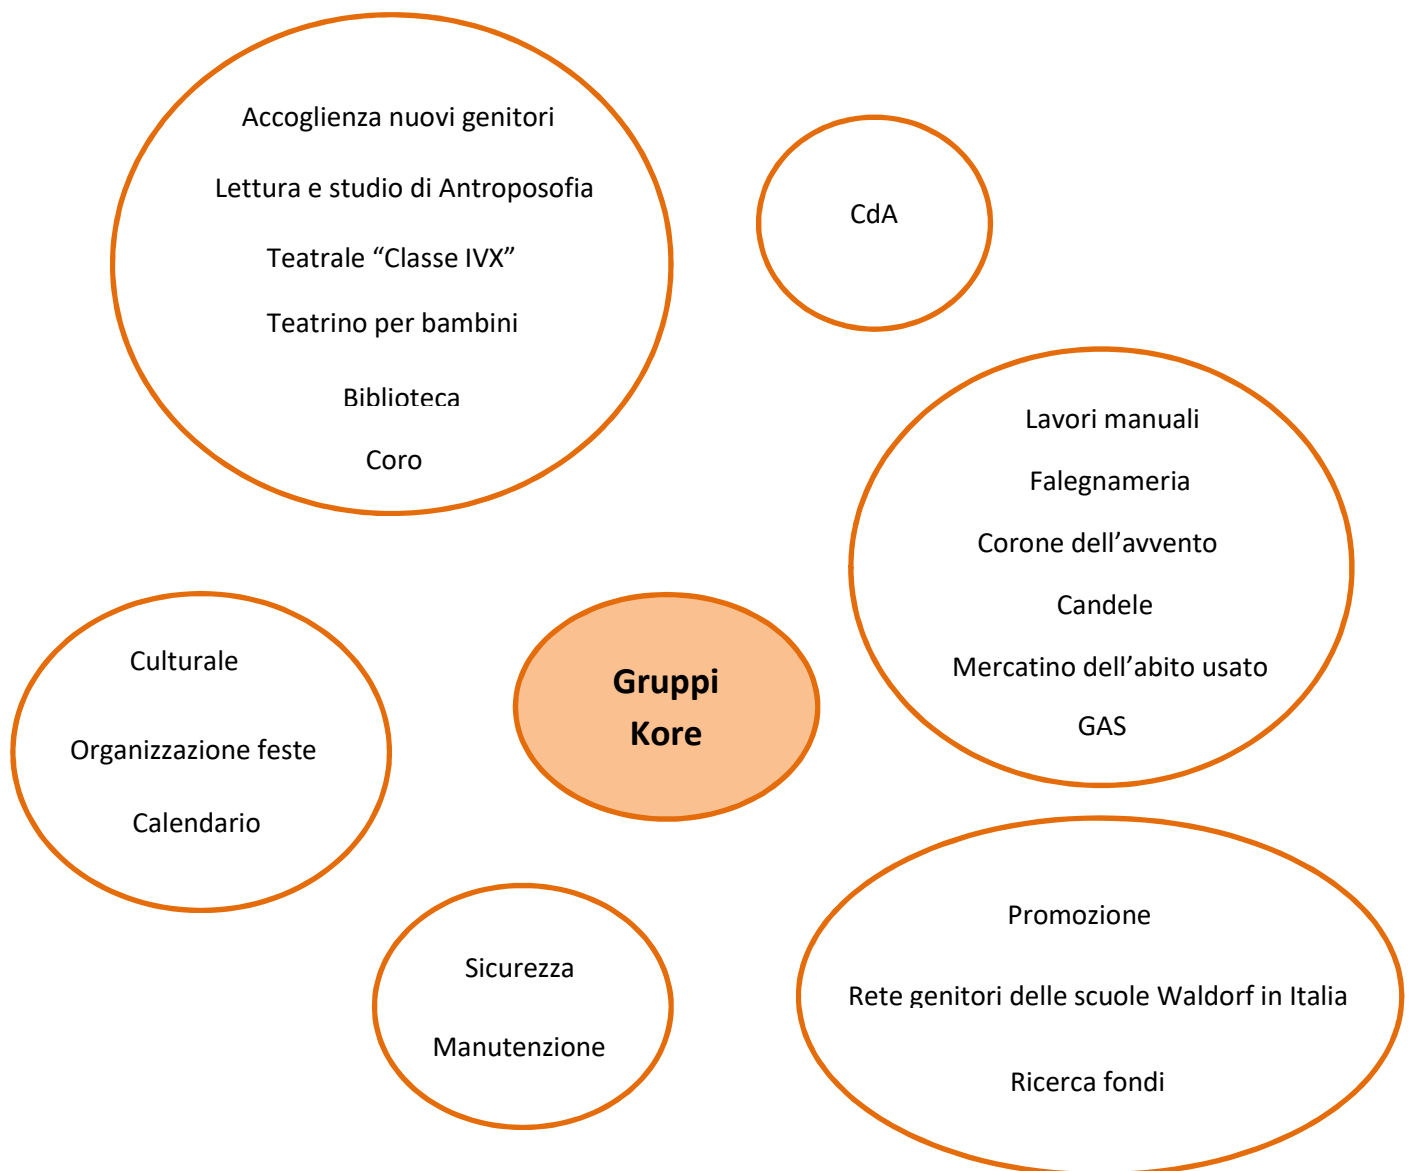 Accoglienza nuovi genitori
Lettura e studio di Antroposofia
Teatrale “Classe IVX”
Teatrino per bambini
Biblioteca
Coro
CdA
Lavori manuali
Falegnameria
Corone dell’avvento
Candele
Mercatino dell’abito usato
GAS
Culturale
Organizzazione feste
Calendario
Gruppi
Kore
Sicurezza
Manutenzione
Promozione
Rete genitori delle scuole Waldorf in Italia
Ricerca fondi